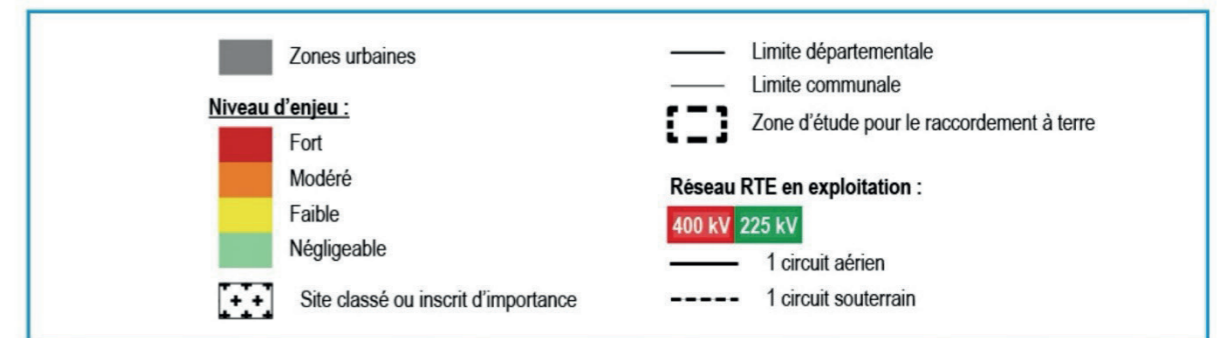 Zones urbaines
Niveau d'enjeu :
Fort
Modéré
Faible
Négligeable
Site classé ou inscrit d'importance
Limite départementale
Limite communale
Zone d'étude pour le raccordement à terre
Réseau RTE en exploitation :
400 kV 225 kV
1 circuit aérien
1 circuit souterrain